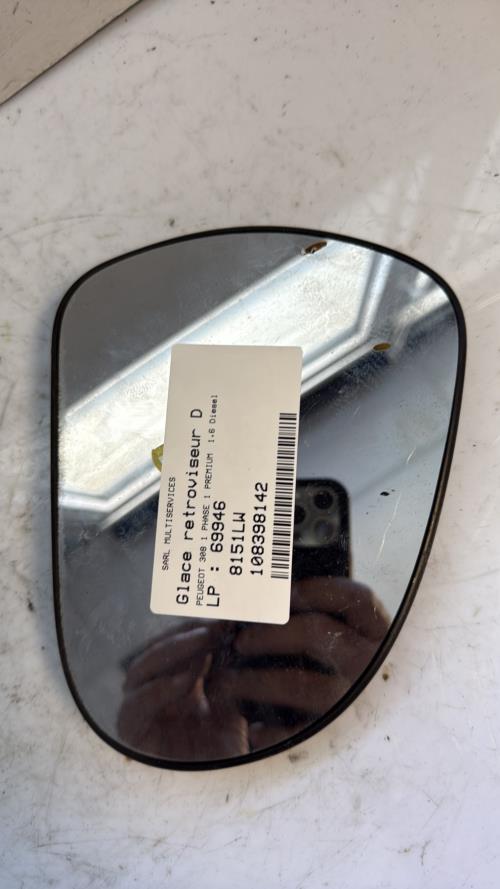 SARL MULTISERVICES
Glace retroviseur D
PEUGEOT 308 1 PHASE 1 PREMIUM 1.6 Diesel
LP : 69946
8151LW
108398142